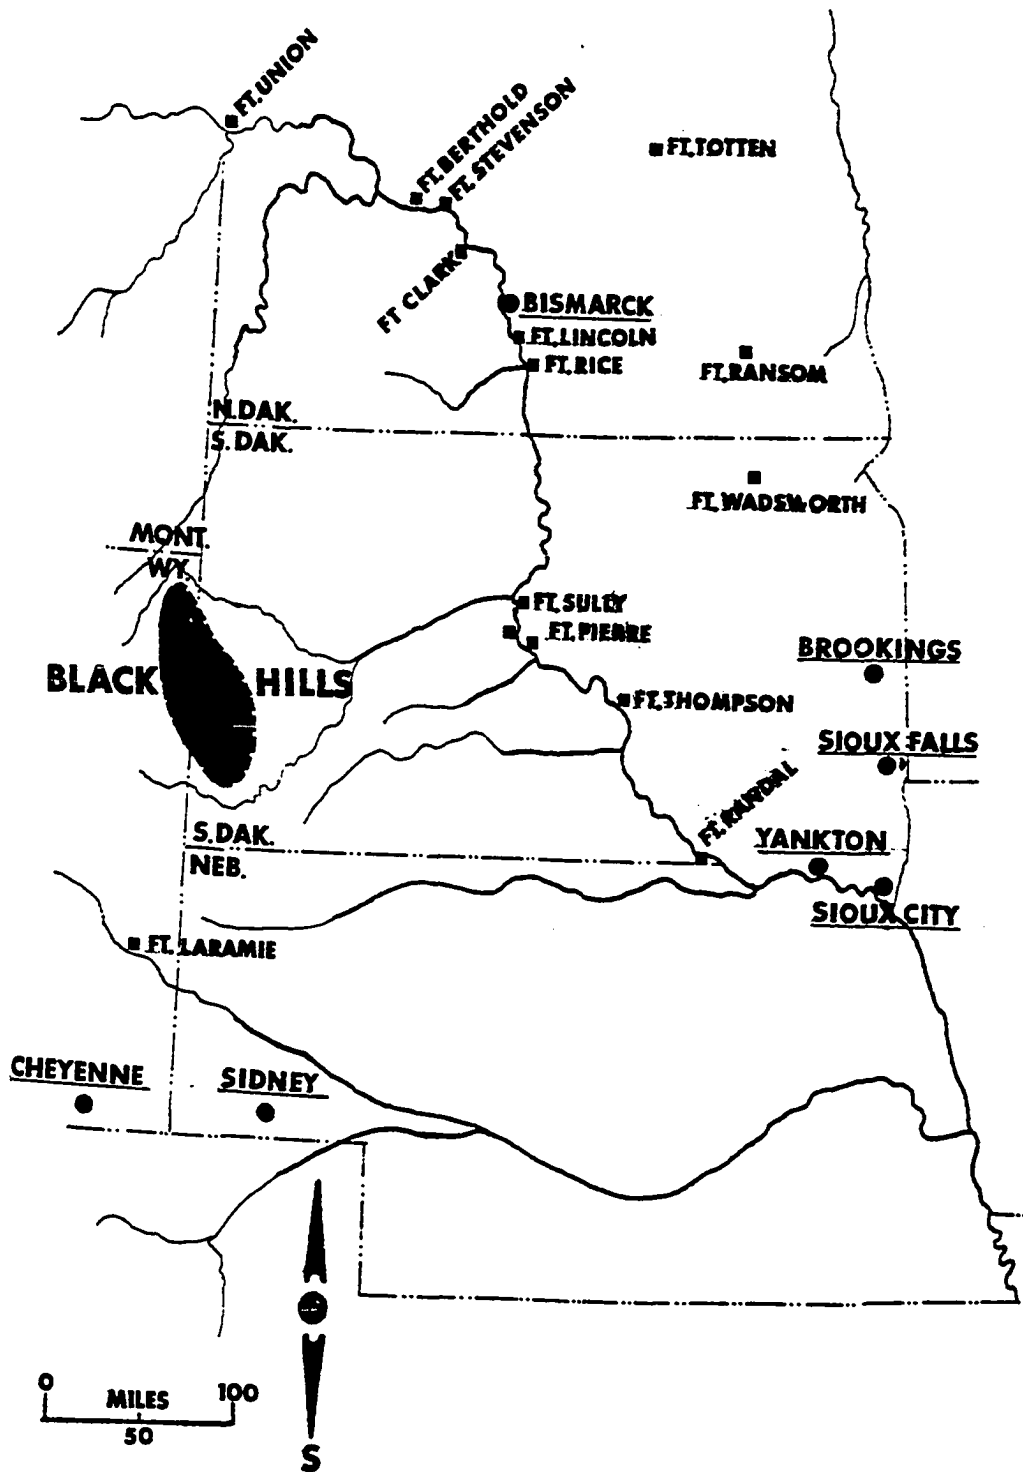 FT. UNION
FT. BERTHOLD
FT. STEVENSON
FT. TOTTEN
FT CLARK
BISMARCK
FT. LINCOLN
FT. RICE
FT. RANSOM
N. DAK.
S. DAK.
FT. WADSWORTH
MONT.
WY.
FT. SULLY
FT. PIERRE
BROOKINGS
BLACK HILLS
FT. THOMPSON
SIOUX FALLS
FT. RANDAL
S. DAK.
NEB.
YANKTON
SIOUX CITY
FT. LARAMIE
CHEYENNE
SIDNEY
0 MILES 100
50
S